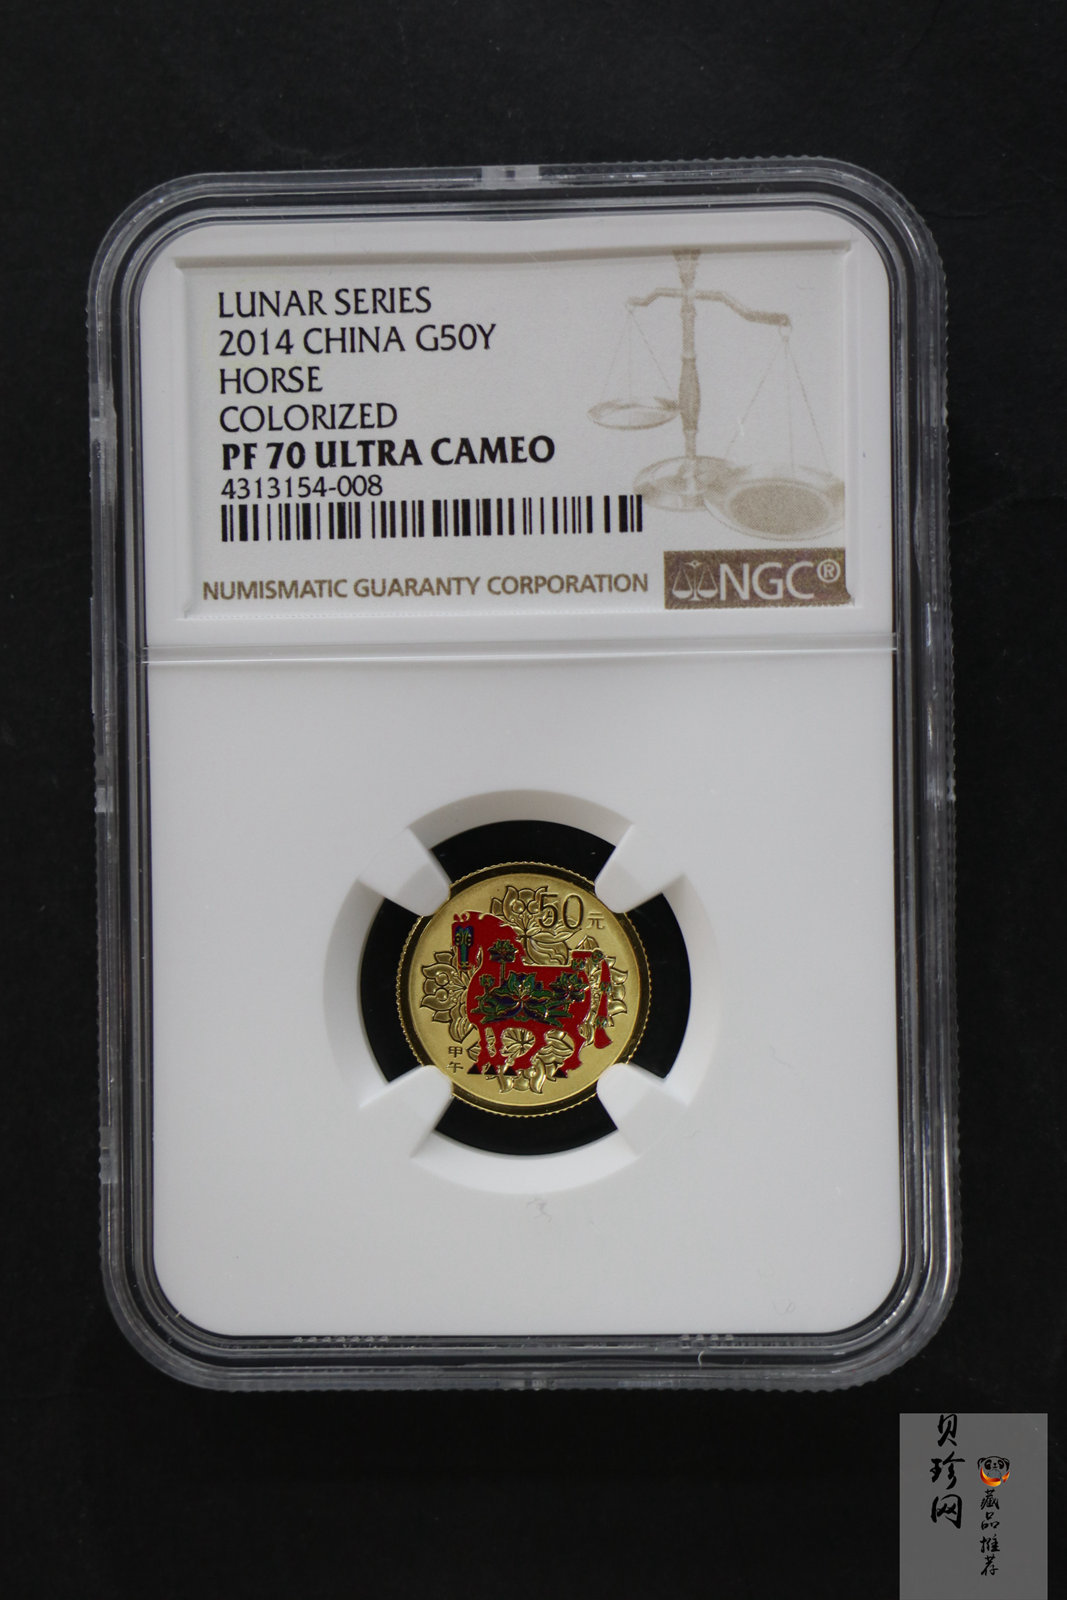 LUNAR SERIES
2014 CHINA G50Y
HORSE
COLORIZED
PF 70 ULTRA CAMEO
4313154-008
NUMISMATIC GUARANTY CORPORATION
NGC®
50元
甲午
贝珍网
藏品推荐